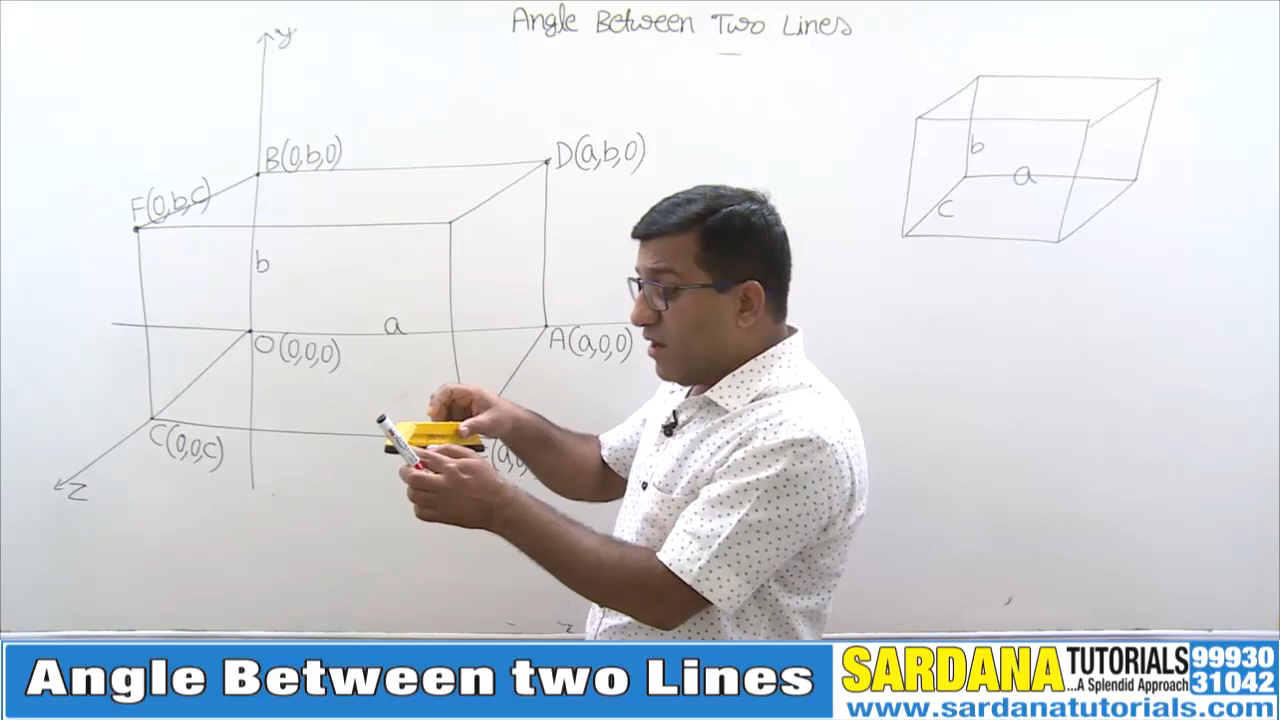 Angle Between Two Lines
y
B(0,b,0)
D(a,b,0)
F(0,b,c)
b
a
c
b
a
O(0,0,0)
A(a,0,0)
C(0,0,c)
(a,0
z
Angle Between two Lines
SARDANA TUTORIALS 99930
...A Splendid Approach 31042
www.sardanatutorials.com